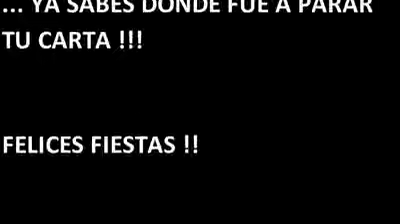 ... YA SABES DONDE FUE A PARAR
TU CARTA !!!
FELICES FIESTAS !!